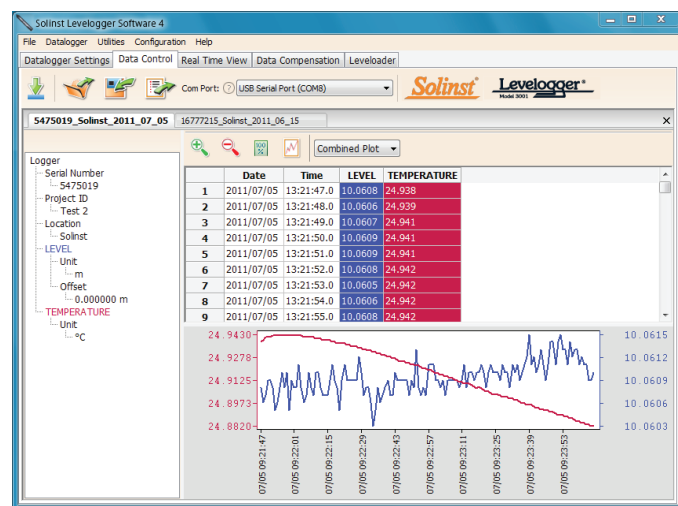 Solinst Levelogger Software 4
File Datalogger Utilities Configuration Help
Datalogger Settings Data Control Real Time View Data Compensation Leveloader
Com Port: ? USB Serial Port (COM8) Solinst Levelogger®
Model 3001
5475019_Solinst_2011_07_05 16777215_Solinst_2011_06_15 ×
100 % Combined Plot
Logger
Serial Number
5475019
Project ID
Test 2
Location
Solinst
LEVEL
Unit
m
Offset
0.000000 m
TEMPERATURE
Unit
°C
Date Time LEVEL TEMPERATURE
1 2011/07/05 13:21:47.0 10.0608 24.938
2 2011/07/05 13:21:48.0 10.0606 24.939
3 2011/07/05 13:21:49.0 10.0607 24.941
4 2011/07/05 13:21:50.0 10.0609 24.941
5 2011/07/05 13:21:51.0 10.0609 24.941
6 2011/07/05 13:21:52.0 10.0608 24.942
7 2011/07/05 13:21:53.0 10.0605 24.942
8 2011/07/05 13:21:54.0 10.0606 24.942
9 2011/07/05 13:21:55.0 10.0608 24.942
24.9430 10.0615
24.9278 10.0612
24.9125 10.0609
24.8973 10.0606
24.8820 10.0603
07/05 09:21:47
07/05 09:22:01
07/05 09:22:15
07/05 09:22:29
07/05 09:22:43
07/05 09:22:57
07/05 09:23:11
07/05 09:23:25
07/05 09:23:39
07/05 09:23:53